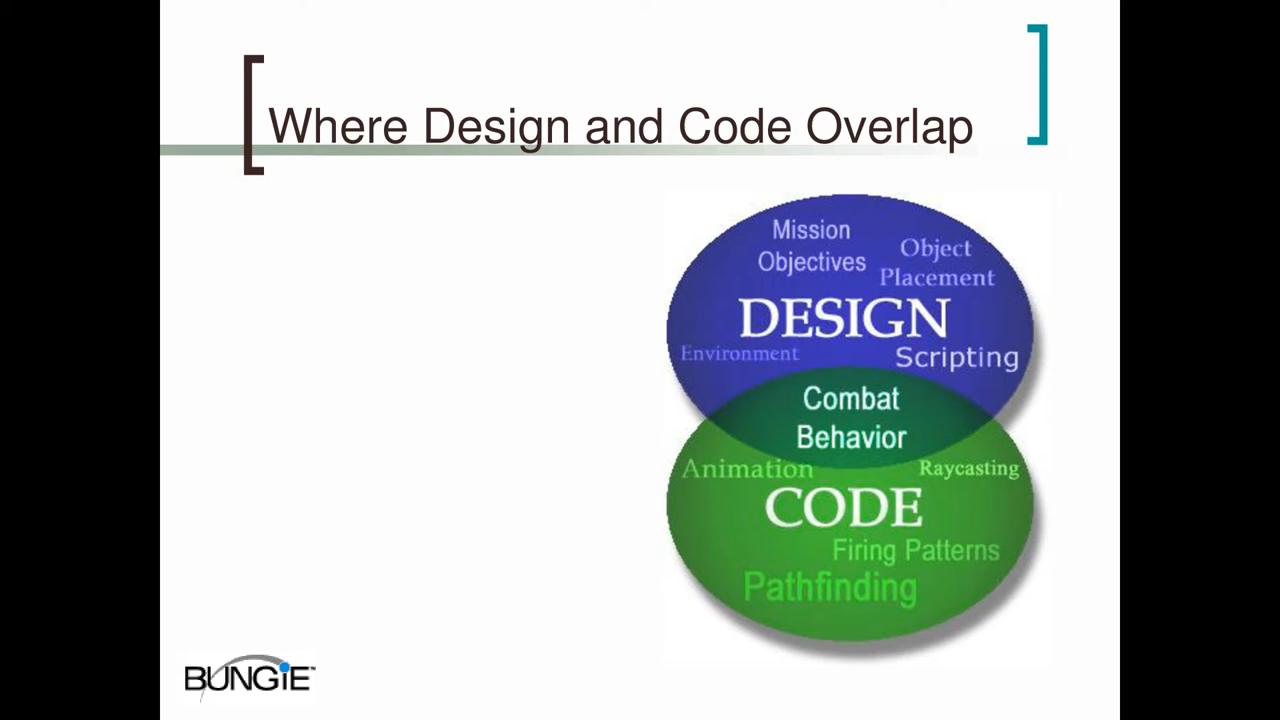 Where Design and Code Overlap
Mission
Objectives
Object
Placement
DESIGN
Environment
Scripting
Combat
Behavior
Animation
Raycasting
CODE
Firing Patterns
Pathfinding
BUNGiE™